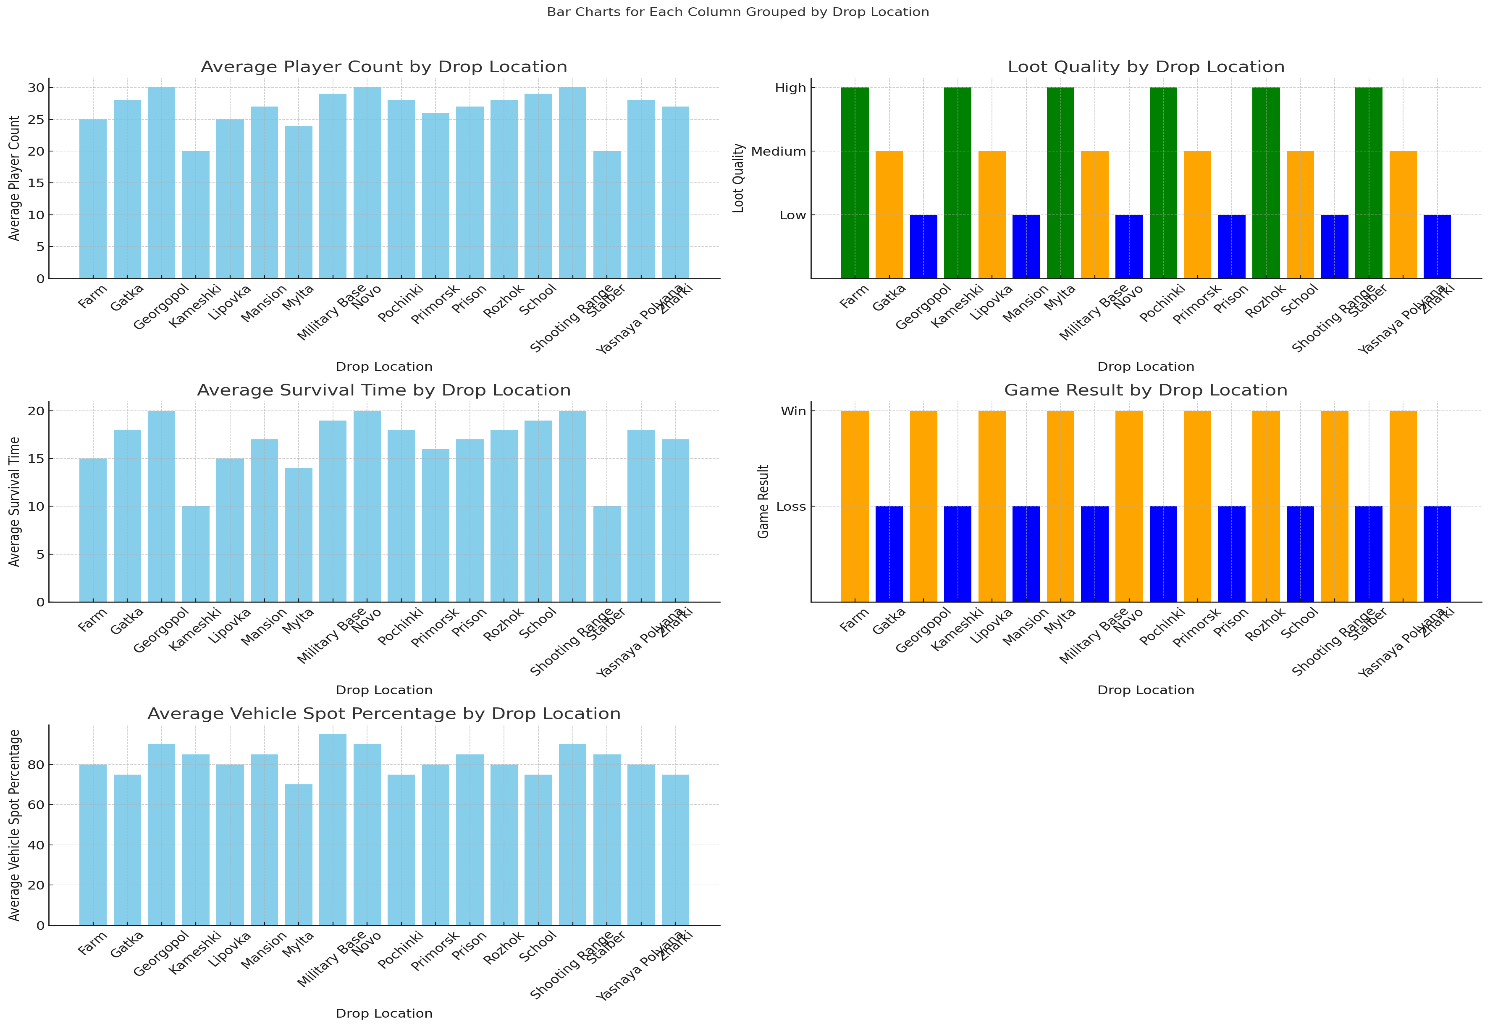 Bar Charts for Each Column Grouped by Drop Location
Average Player Count by Drop Location
Average Player Count
30
25
20
15
10
5
0
Farm
Gatka
Georgopol
Kameshki
Lipovka
Mansion
Mylta
Military Base
Novo
Pochinki
Primorsk
Prison
Rozhok
School
Shooting Range
Stalber
Yasnaya Polyana
Zharki
Drop Location
Loot Quality by Drop Location
Loot Quality
High
Medium
Low
Farm
Gatka
Georgopol
Kameshki
Lipovka
Mansion
Mylta
Military Base
Novo
Pochinki
Primorsk
Prison
Rozhok
School
Shooting Range
Stalber
Yasnaya Polyana
Zharki
Drop Location
Average Survival Time by Drop Location
Average Survival Time
20
15
10
5
0
Farm
Gatka
Georgopol
Kameshki
Lipovka
Mansion
Mylta
Military Base
Novo
Pochinki
Primorsk
Prison
Rozhok
School
Shooting Range
Stalber
Yasnaya Polyana
Zharki
Drop Location
Game Result by Drop Location
Game Result
Win
Loss
Farm
Gatka
Georgopol
Kameshki
Lipovka
Mansion
Mylta
Military Base
Novo
Pochinki
Primorsk
Prison
Rozhok
School
Shooting Range
Stalber
Yasnaya Polyana
Zharki
Drop Location
Average Vehicle Spot Percentage by Drop Location
Average Vehicle Spot Percentage
80
60
40
20
0
Farm
Gatka
Georgopol
Kameshki
Lipovka
Mansion
Mylta
Military Base
Novo
Pochinki
Primorsk
Prison
Rozhok
School
Shooting Range
Stalber
Yasnaya Polyana
Zharki
Drop Location